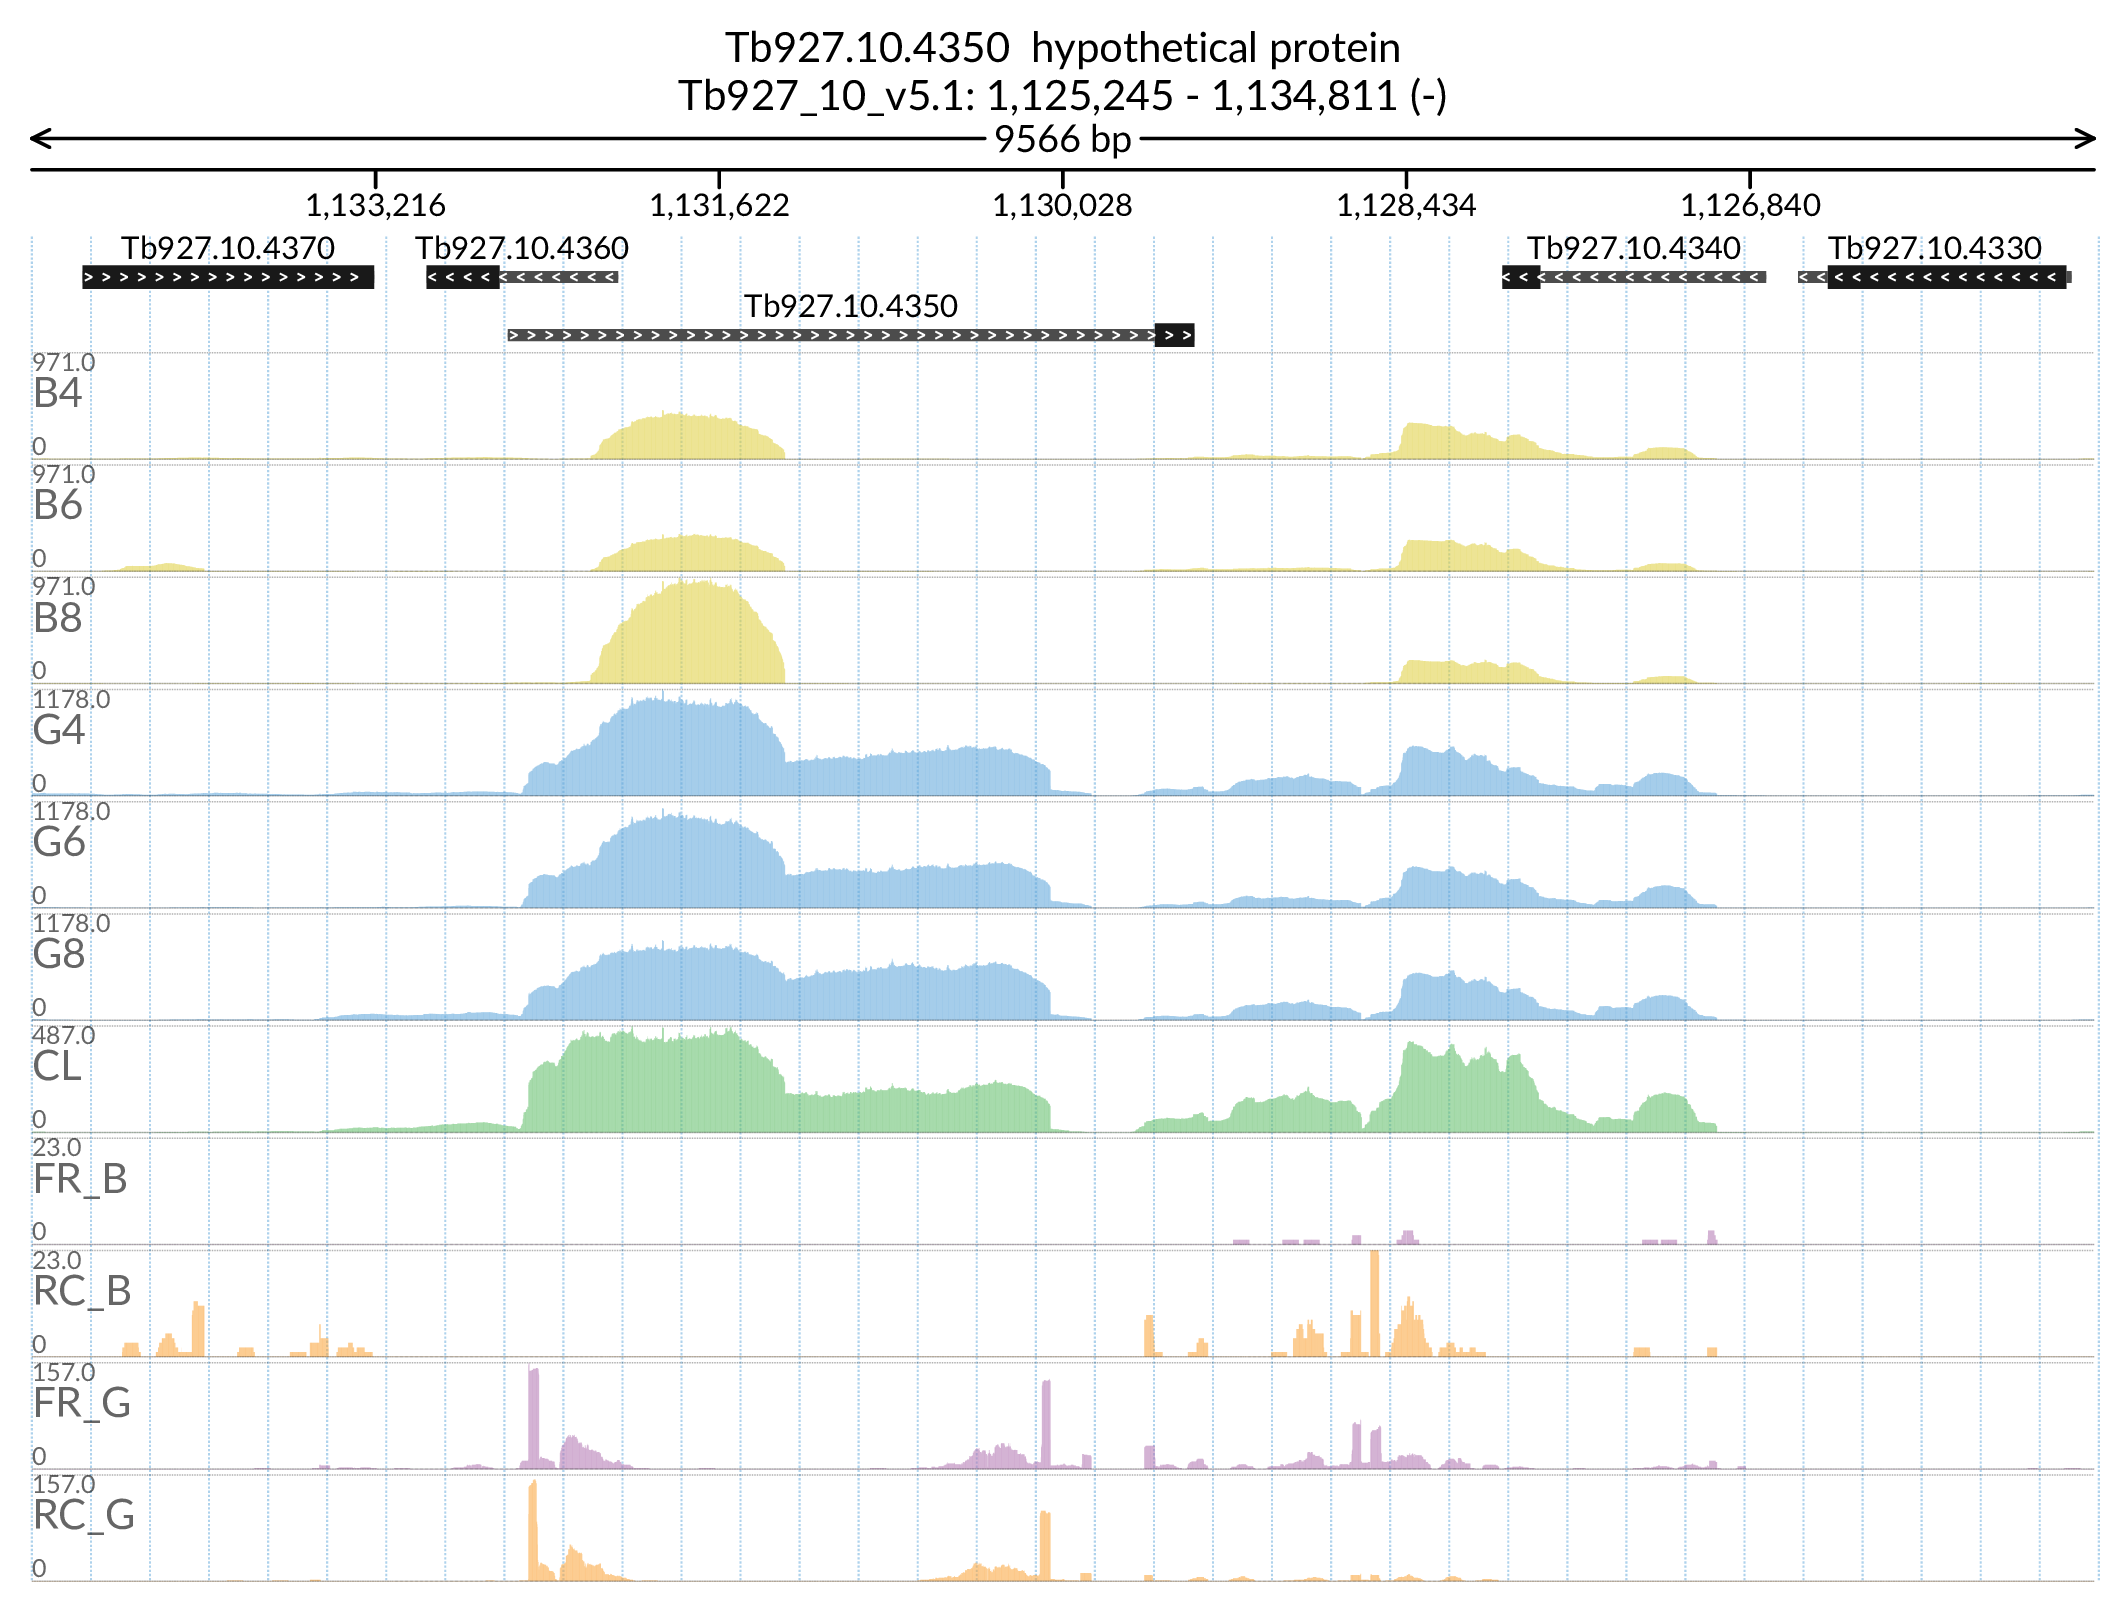 Tb927.10.4350  hypothetical protein
Tb927_10_v5.1: 1,125,245 - 1,134,811 (-)
9566 bp
1,133,216 1,131,622 1,130,028 1,128,434 1,126,840
Tb927.10.4370 Tb927.10.4360 Tb927.10.4340 Tb927.10.4330
Tb927.10.4350
971.0
B4
0
971.0
B6
0
971.0
B8
0
1178.0
G4
0
1178.0
G6
0
1178.0
G8
0
487.0
CL
0
23.0
FR_B
0
23.0
RC_B
0
157.0
FR_G
0
157.0
RC_G
0